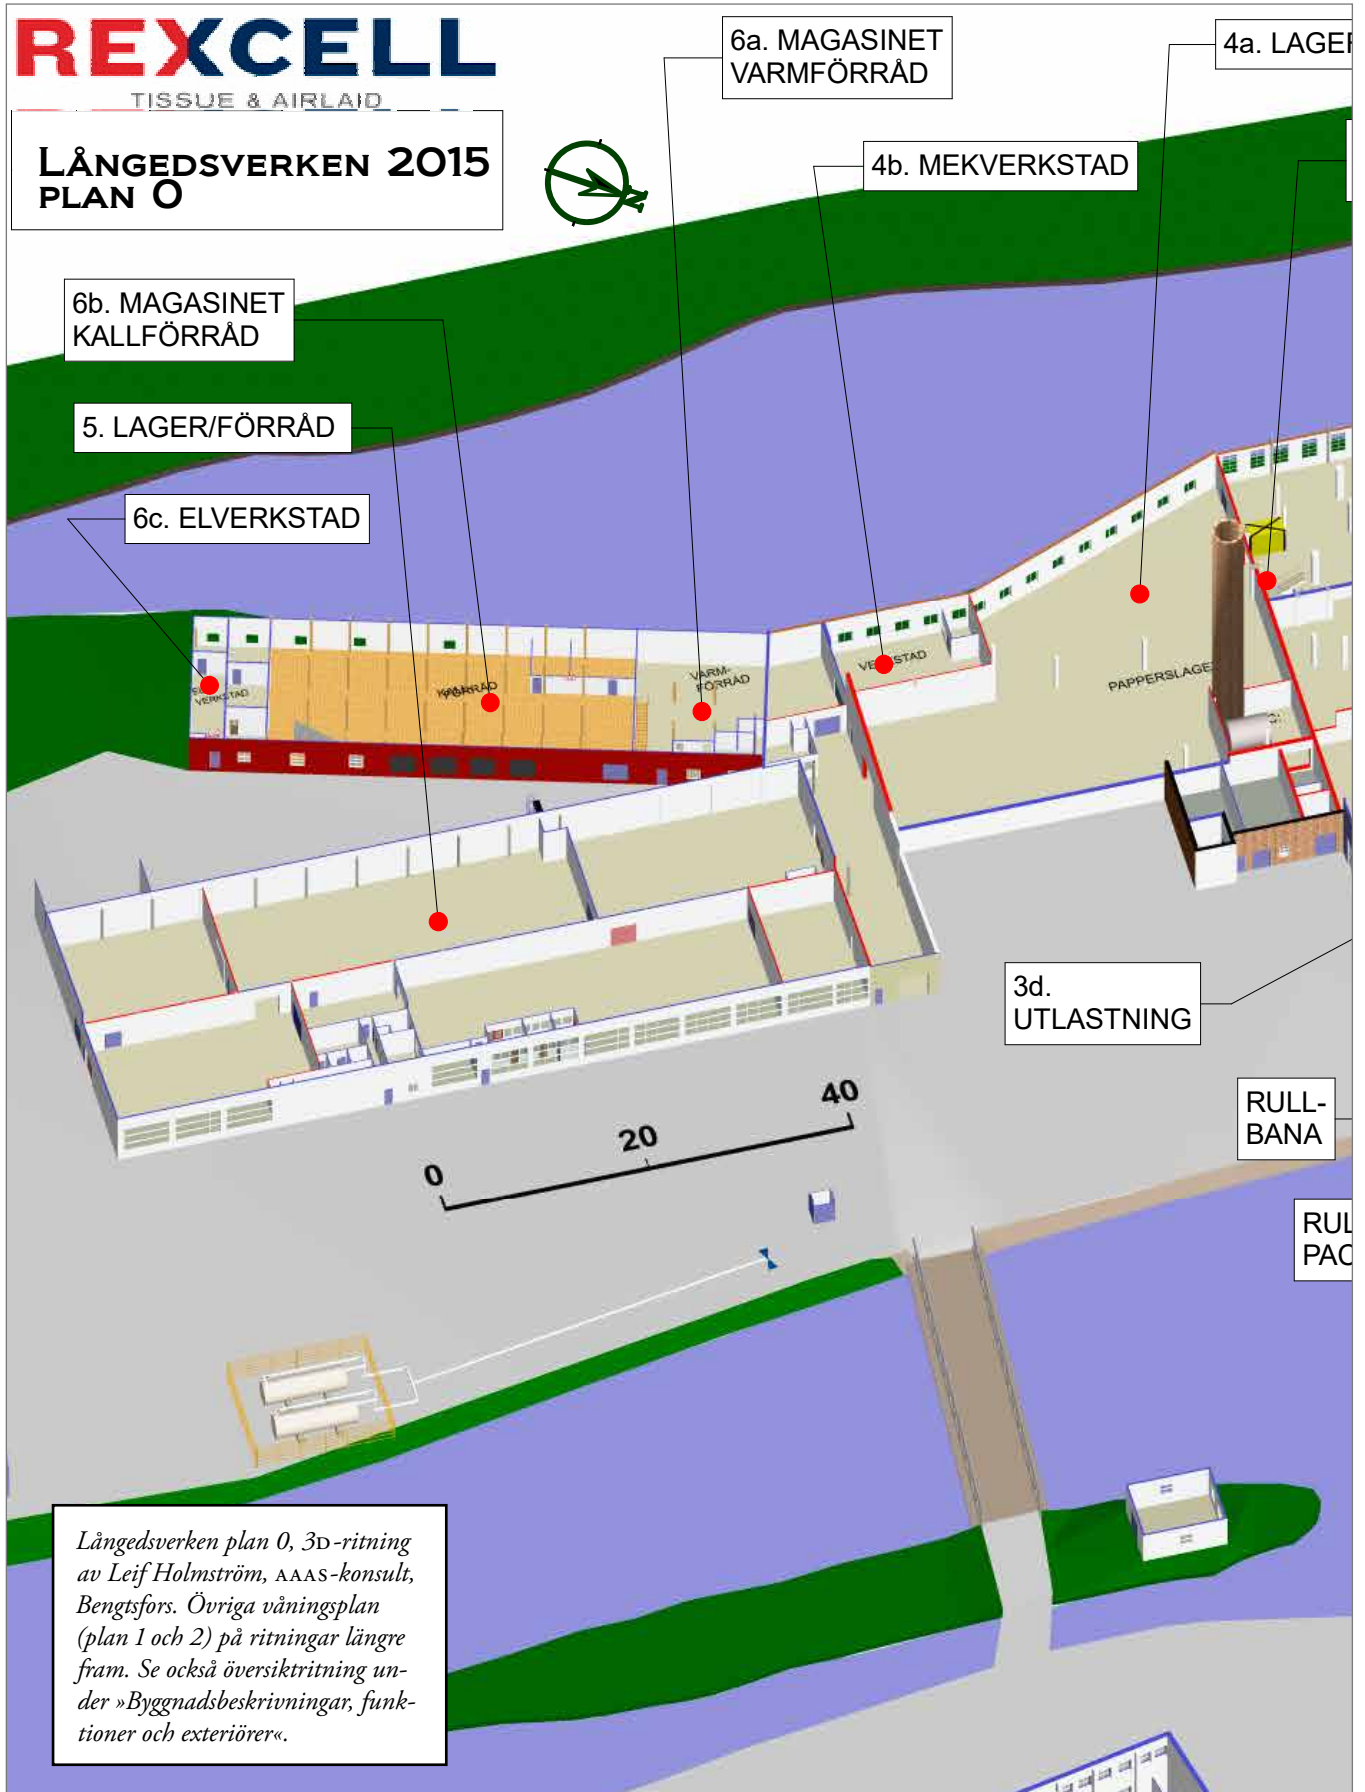 REXCELL
TISSUE & AIRLAID
LÅNGEDSVERKEN 2015
PLAN 0
6a. MAGASINET
VARMFÖRRÅD
4a. LAGER
4b. MEKVERKSTAD
N
6b. MAGASINET
KALLFÖRRÅD
5. LAGER/FÖRRÅD
6c. ELVERKSTAD
VERKSTAD
VARM-
FÖRRÅD
PAPPERSLAGE
3d.
UTLASTNING
0
20
40
RULL-
BANA
RUL
PAC
Långedsverken plan 0, 3D-ritning
av Leif Holmström, AAAS-konsult,
Bengtsfors. Övriga våningsplan
(plan 1 och 2) på ritningar längre
fram. Se också översiktritning un-
der »Byggnadsbeskrivningar, funk-
tioner och exteriörer«.